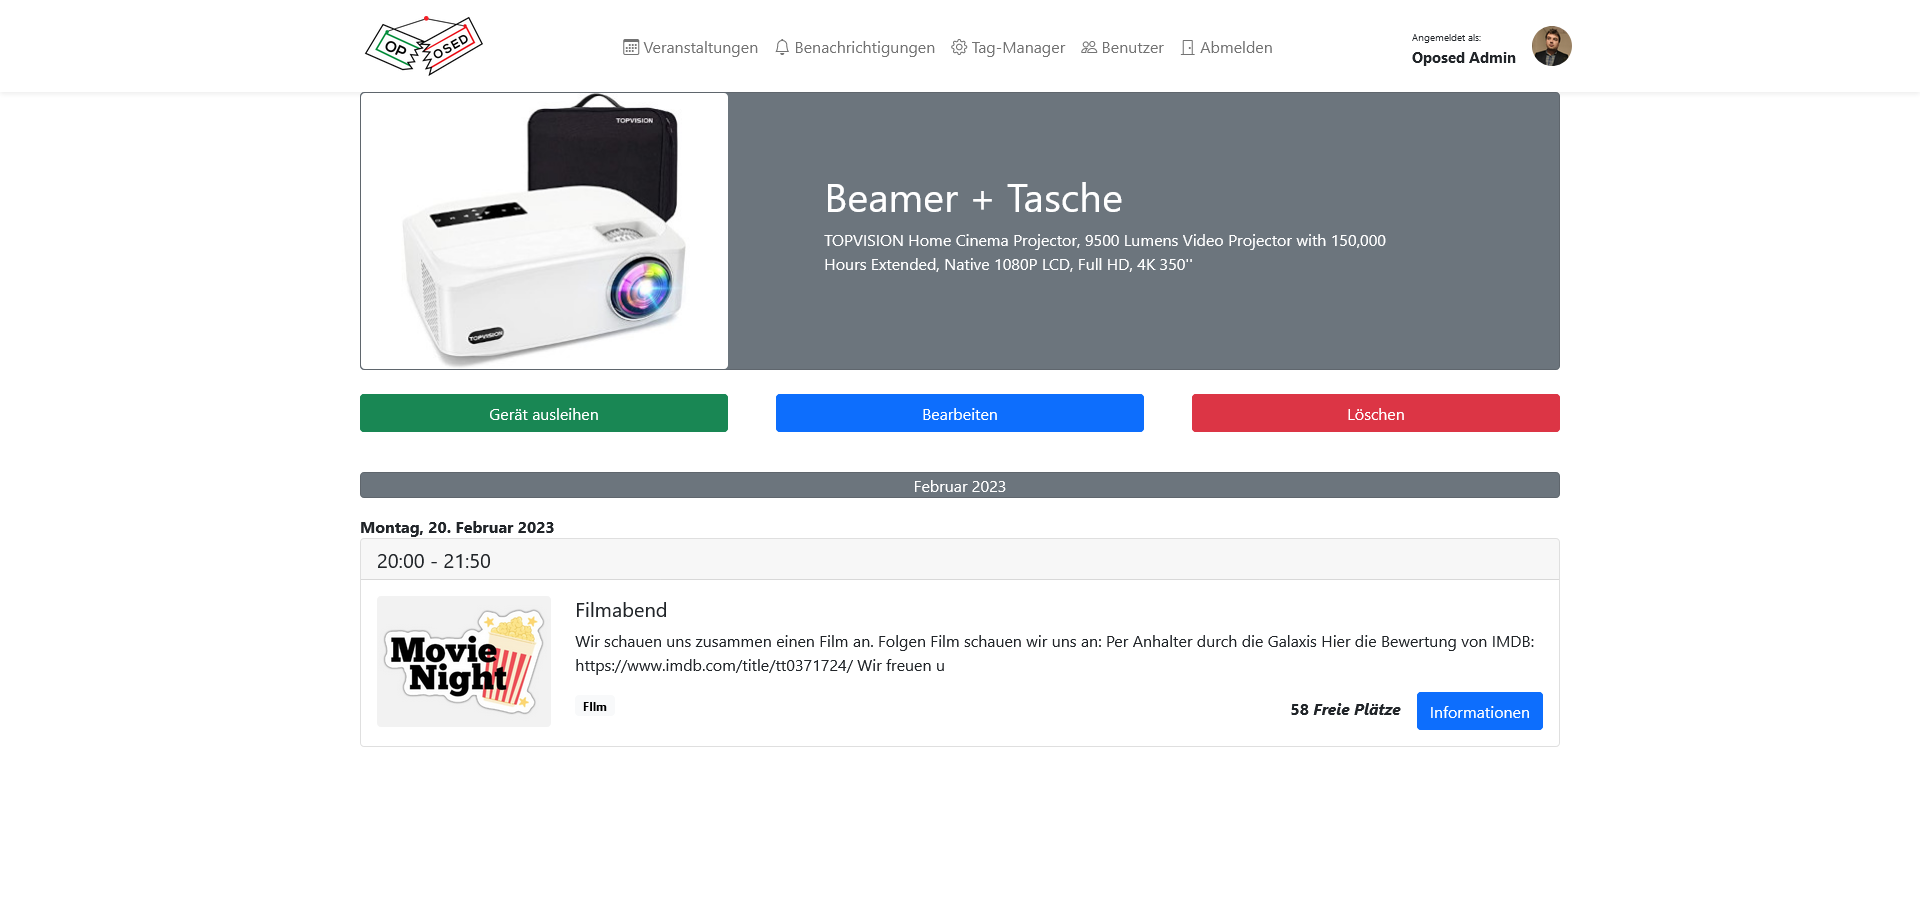 OP OSED
Veranstaltungen Benachrichtigungen Tag-Manager Benutzer Abmelden
Angemeldet als:
Oposed Admin
TOPVISION
TOPVISION
Beamer + Tasche
TOPVISION Home Cinema Projector, 9500 Lumens Video Projector with 150,000
Hours Extended, Native 1080P LCD, Full HD, 4K 350''
Gerät ausleihen
Bearbeiten
Löschen
Februar 2023
Montag, 20. Februar 2023
20:00 - 21:50
Movie
Night
Filmabend
Wir schauen uns zusammen einen Film an. Folgen Film schauen wir uns an: Per Anhalter durch die Galaxis Hier die Bewertung von IMDB:
https://www.imdb.com/title/tt0371724/ Wir freuen u
Film
58 Freie Plätze
Informationen